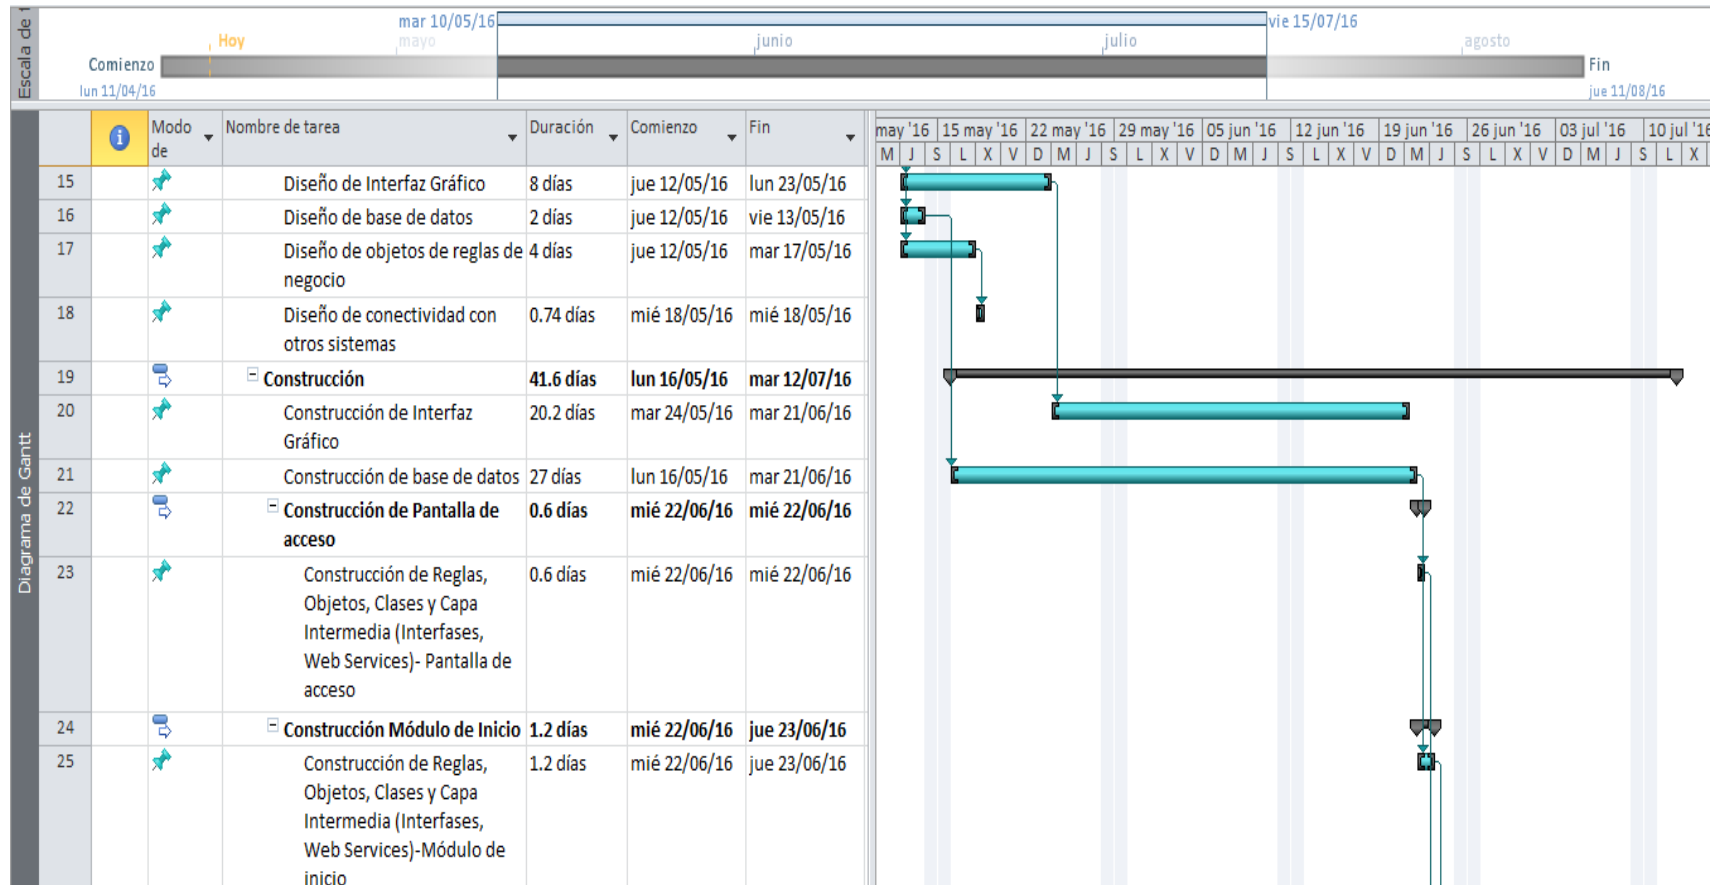 mar 10/05/16 vie 15/07/16
Hoy mayo junio julio agosto
Escala de
Comienzo Fin
lun 11/04/16 jue 11/08/16
Modo de Nombre de tarea Duración Comienzo Fin
may '16 15 may '16 22 may '16 29 may '16 05 jun '16 12 jun '16 19 jun '16 26 jun '16 03 jul '16 10 jul '16
M J S L X V D M J S L X V D M J S L X V D M J S L X V D M J S L X
15 Diseño de Interfaz Gráfico 8 días jue 12/05/16 lun 23/05/16
16 Diseño de base de datos 2 días jue 12/05/16 vie 13/05/16
17 Diseño de objetos de reglas de 4 días jue 12/05/16 mar 17/05/16
negocio
18 Diseño de conectividad con 0.74 días mié 18/05/16 mié 18/05/16
otros sistemas
19 Construcción 41.6 días lun 16/05/16 mar 12/07/16
20 Construcción de Interfaz 20.2 días mar 24/05/16 mar 21/06/16
Gráfico
21 Construcción de base de datos 27 días lun 16/05/16 mar 21/06/16
22 Construcción de Pantalla de 0.6 días mié 22/06/16 mié 22/06/16
acceso
23 Construcción de Reglas, 0.6 días mié 22/06/16 mié 22/06/16
Objetos, Clases y Capa
Intermedia (Interfases,
Web Services)- Pantalla de
acceso
24 Construcción Módulo de Inicio 1.2 días mié 22/06/16 jue 23/06/16
25 Construcción de Reglas, 1.2 días mié 22/06/16 jue 23/06/16
Objetos, Clases y Capa
Intermedia (Interfases,
Web Services)-Módulo de
inicio
Diagrama de Gantt